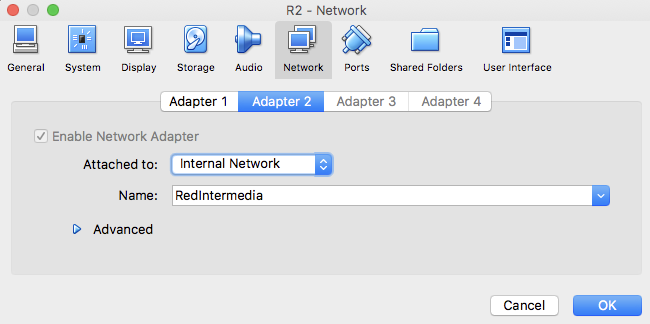 R2 - Network
General System Display Storage Audio Network Ports Shared Folders User Interface
Adapter 1 Adapter 2 Adapter 3 Adapter 4
Enable Network Adapter
Attached to: Internal Network
Name: RedIntermedia
Advanced
Cancel OK